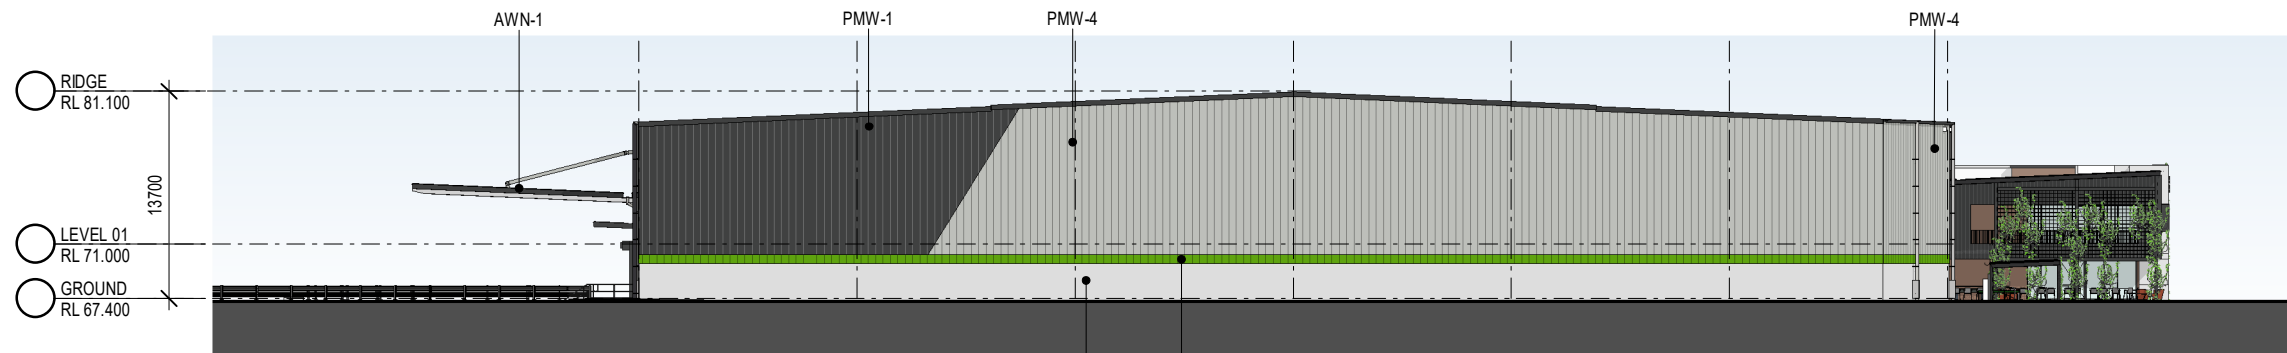 AWN-1
PMW-1
PMW-4
PMW-4
RIDGE
RL 81.100
13700
LEVEL 01
RL 71.000
GROUND
RL 67.400